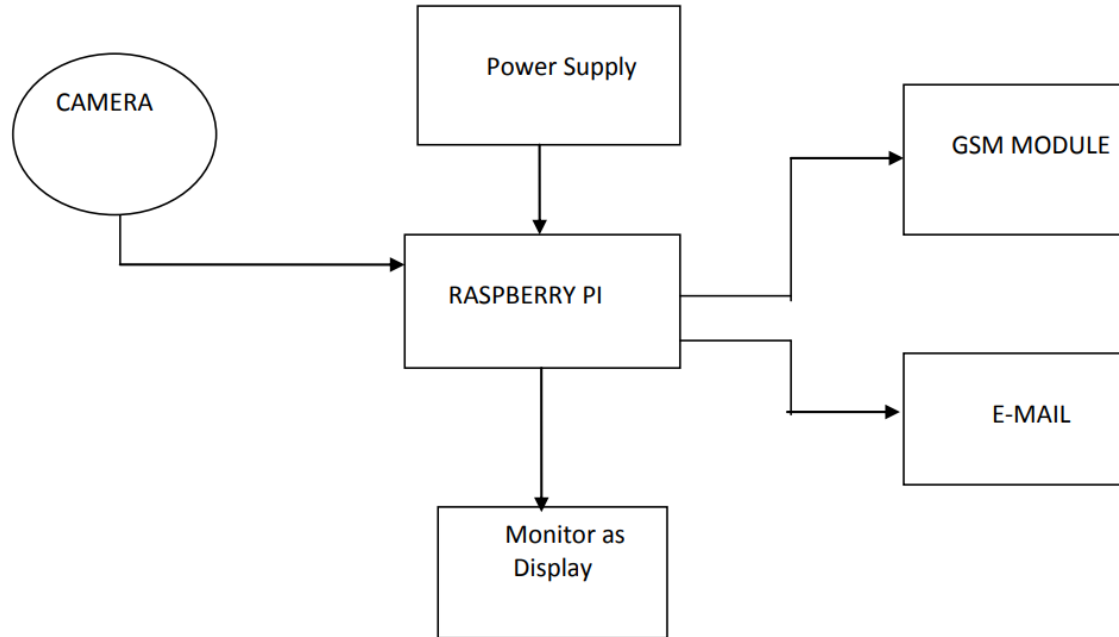 Power Supply
CAMERA
GSM MODULE
RASPBERRY PI
E-MAIL
Monitor as
Display